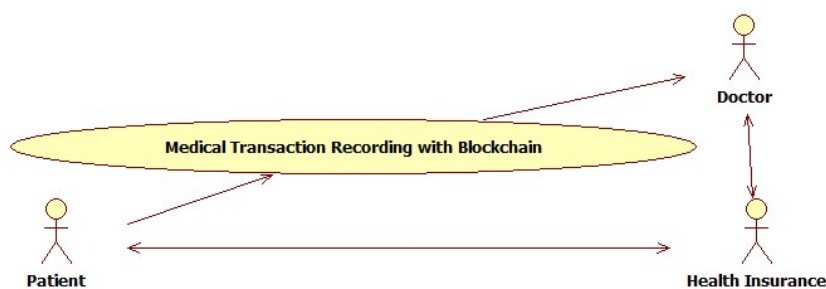 Doctor
Medical Transaction Recording with Blockchain
Patient
Health Insurance